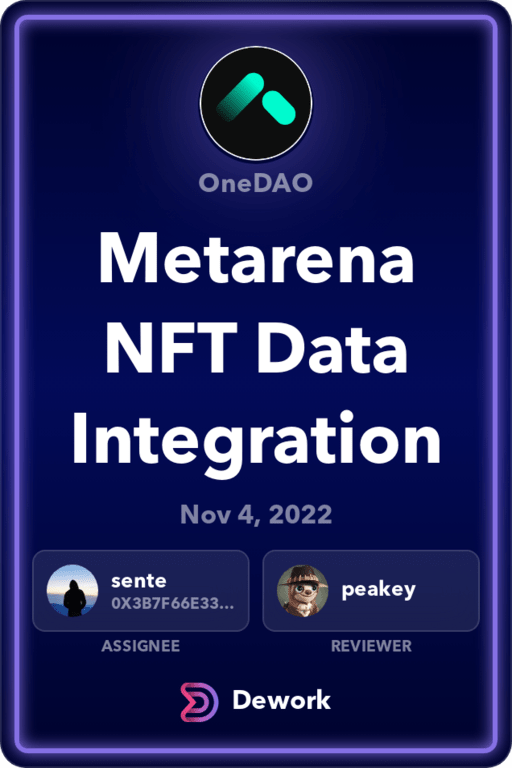 OneDAO
Metarena
NFT Data
Integration
Nov 4, 2022
sente
0X3B7F66E33...
peakey
ASSIGNEE
REVIEWER
Dework